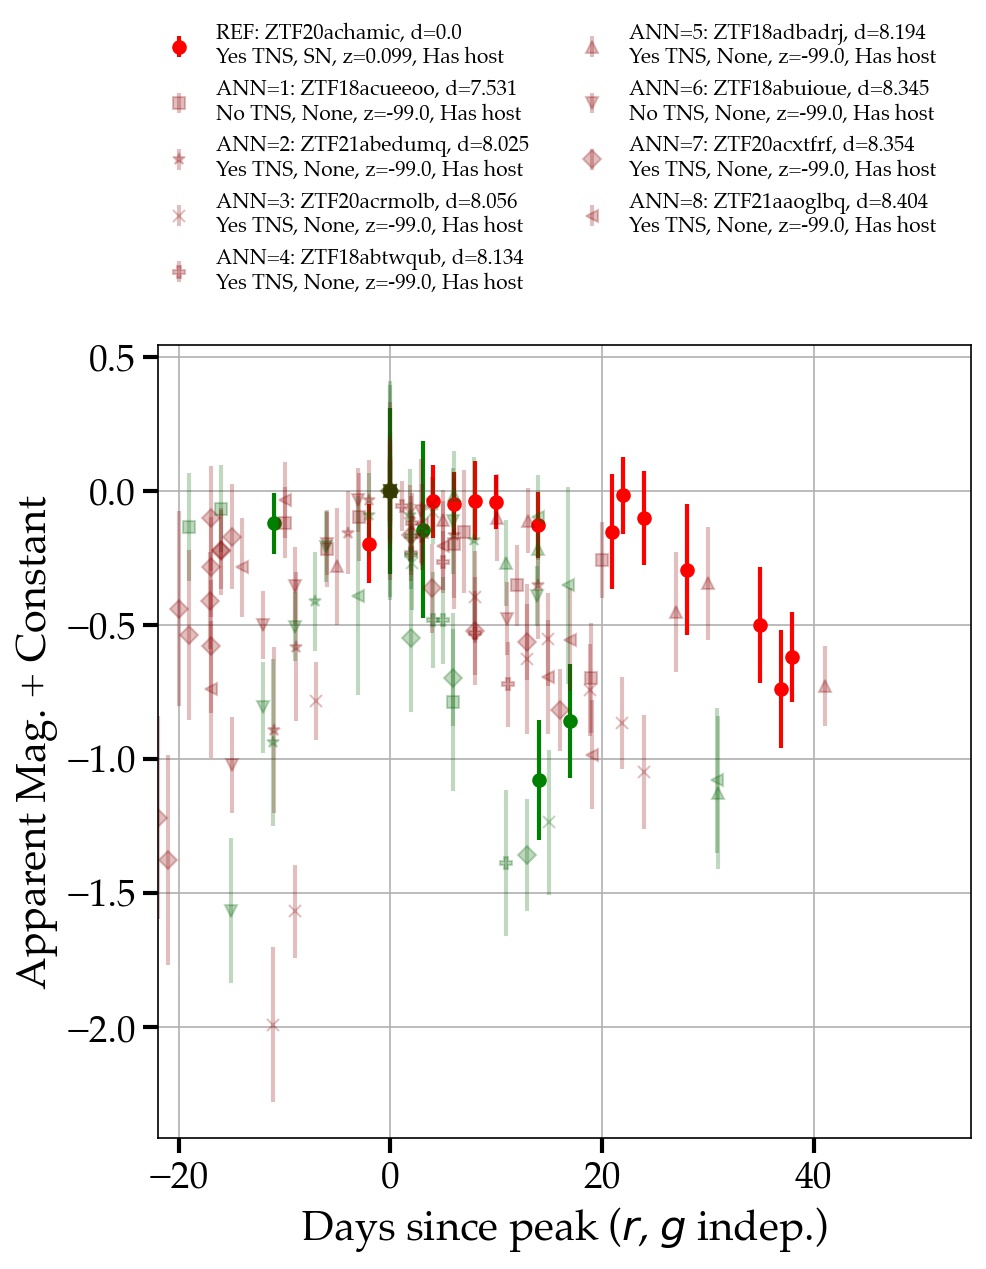 REF: ZTF20achamic, d=0.0
Yes TNS, SN, z=0.099, Has host
ANN=1: ZTF18acueeoo, d=7.531
No TNS, None, z=-99.0, Has host
ANN=2: ZTF21abedumq, d=8.025
Yes TNS, None, z=-99.0, Has host
ANN=3: ZTF20acrmolb, d=8.056
Yes TNS, None, z=-99.0, Has host
ANN=4: ZTF18abtwqub, d=8.134
Yes TNS, None, z=-99.0, Has host
ANN=5: ZTF18adbadrj, d=8.194
Yes TNS, None, z=-99.0, Has host
ANN=6: ZTF18abuioue, d=8.345
No TNS, None, z=-99.0, Has host
ANN=7: ZTF20acxtfrf, d=8.354
Yes TNS, None, z=-99.0, Has host
ANN=8: ZTF21aaoglbq, d=8.404
Yes TNS, None, z=-99.0, Has host
Apparent Mag. + Constant
0.5
0.0
−0.5
−1.0
−1.5
−2.0
−20
0
20
40
Days since peak (r, g indep.)